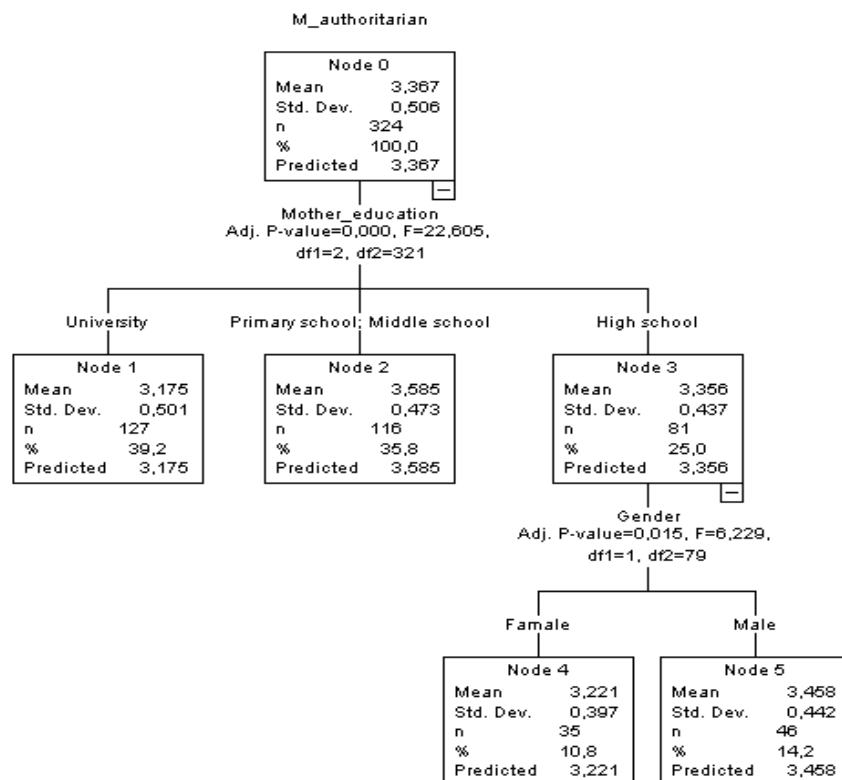 M_authoritarian
Node 0
Mean 3,367
Std. Dev. 0,506
n 324
% 100,0
Predicted 3,367
Mother_education
Adj. P-value=0,000, F=22,605,
df1=2, df2=321
University
Primary school; Middle school
High school
Node 1
Mean 3,175
Std. Dev. 0,501
n 127
% 39,2
Predicted 3,175
Node 2
Mean 3,585
Std. Dev. 0,473
n 116
% 35,8
Predicted 3,585
Node 3
Mean 3,356
Std. Dev. 0,437
n 81
% 25,0
Predicted 3,356
Gender
Adj. P-value=0,015, F=6,229,
df1=1, df2=79
Famale
Male
Node 4
Mean 3,221
Std. Dev. 0,397
n 35
% 10,8
Predicted 3,221
Node 5
Mean 3,458
Std. Dev. 0,442
n 46
% 14,2
Predicted 3,458